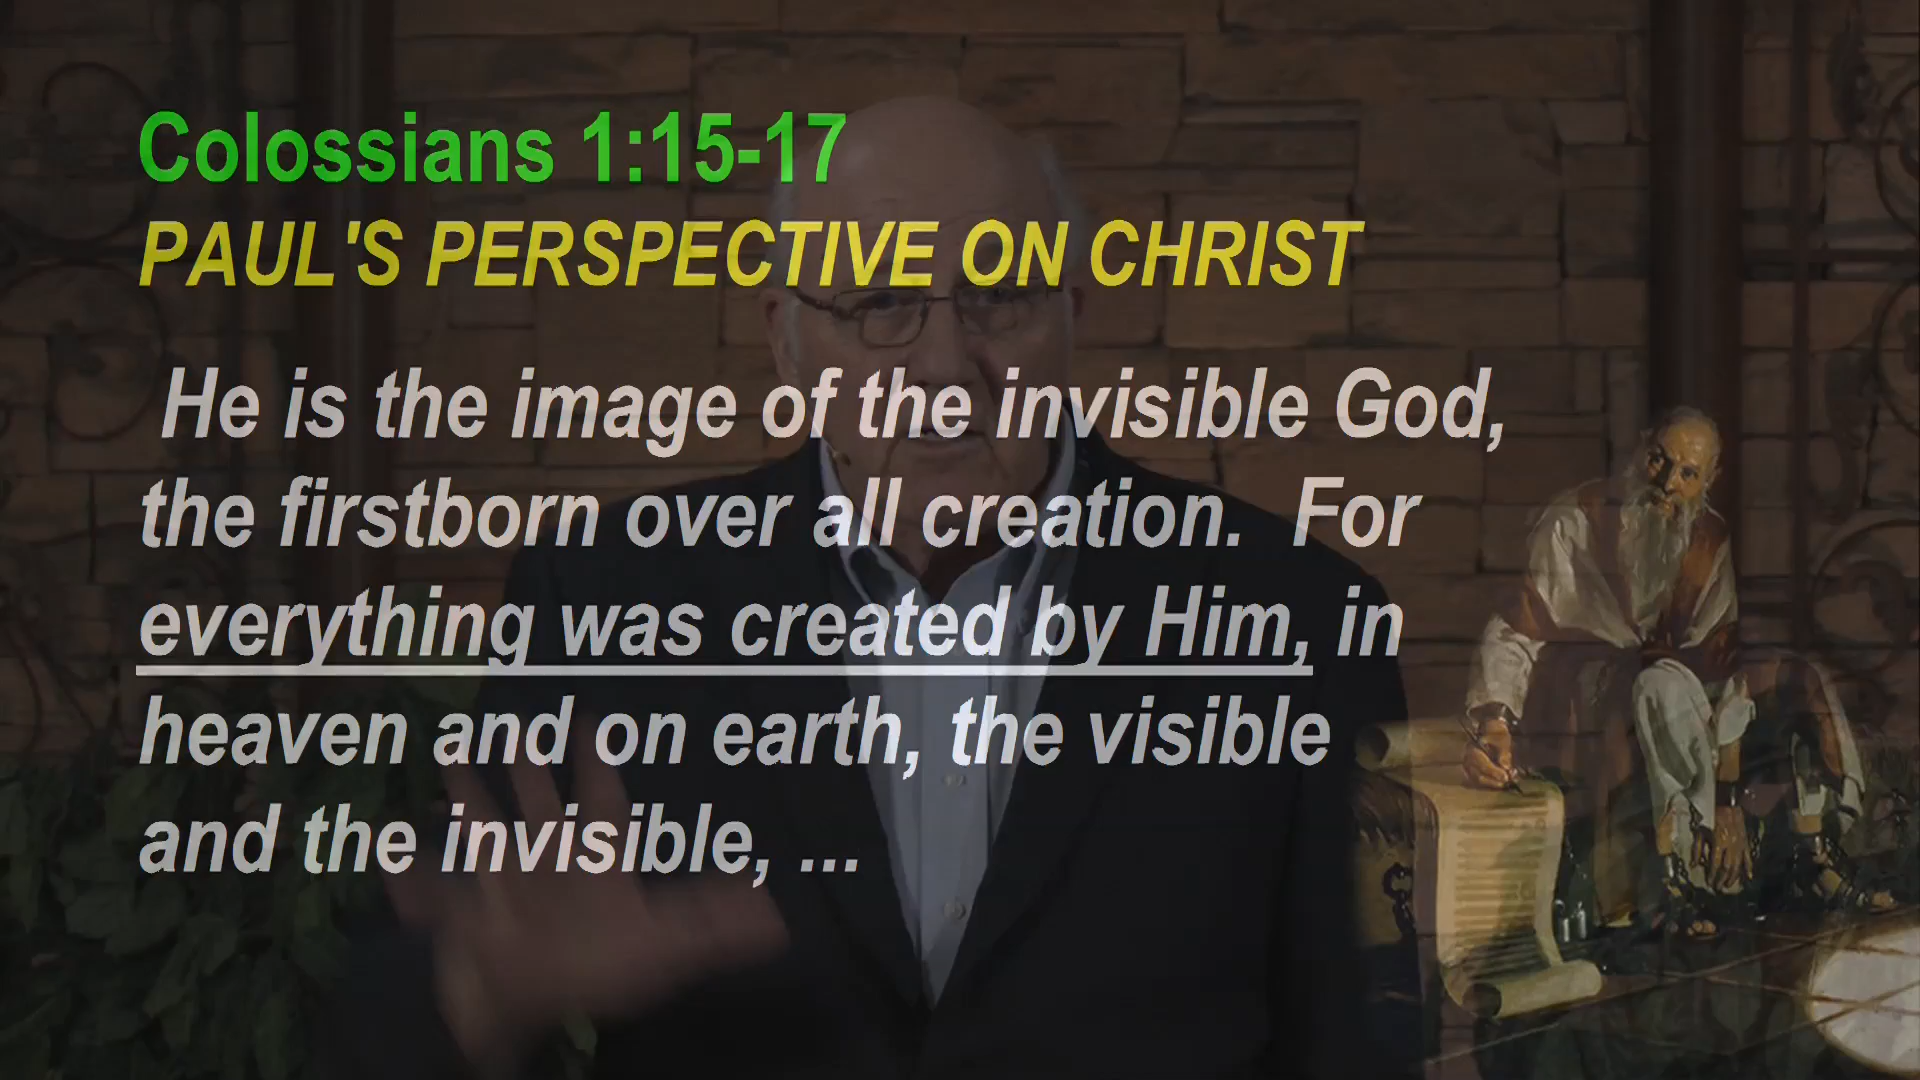 Colossians 1:15-17
PAUL'S PERSPECTIVE ON CHRIST
He is the image of the invisible God,
the firstborn over all creation. For
everything was created by Him, in
heaven and on earth, the visible
and the invisible, ...